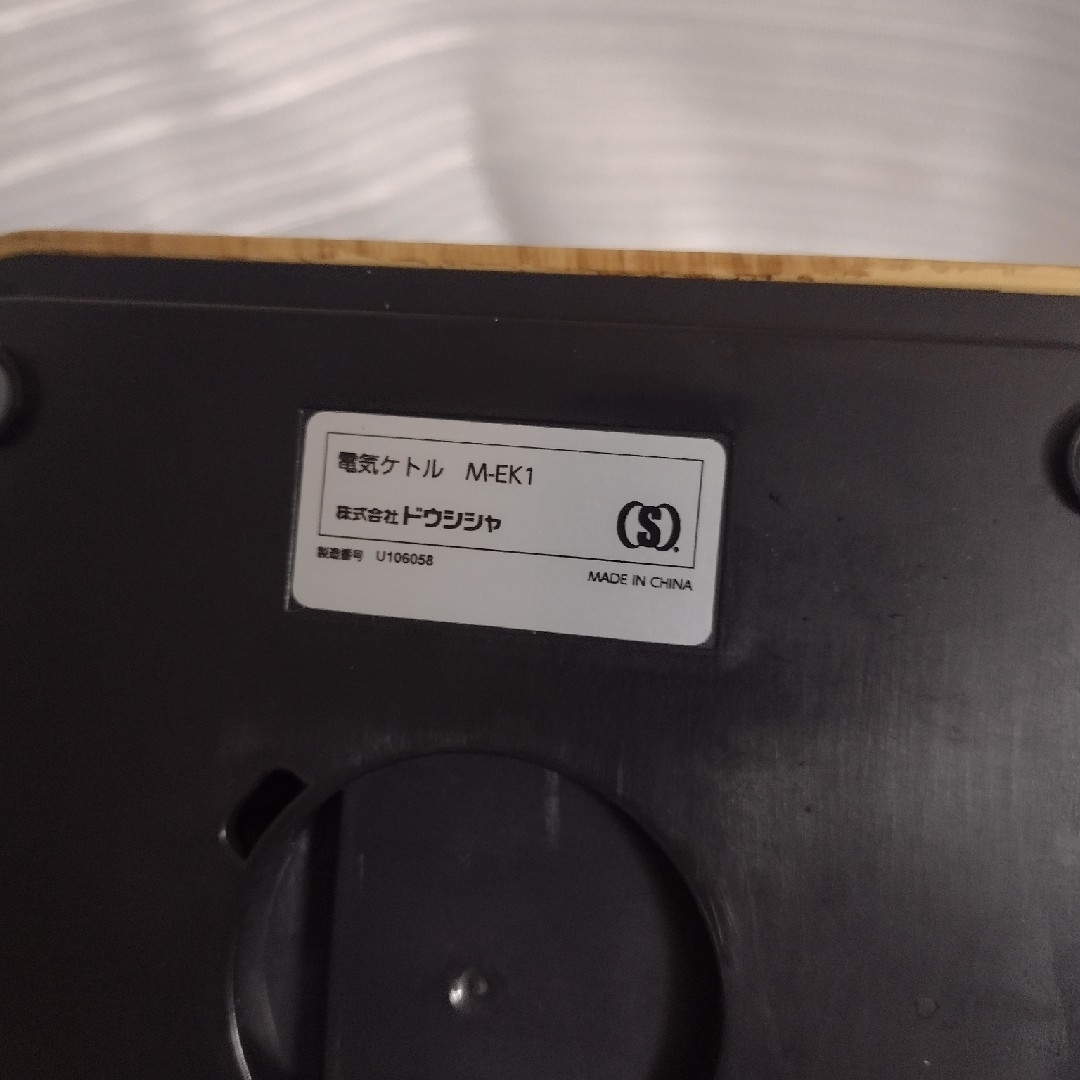 電気ケトル M-EK1
株式会社ドウシシャ
(S)
製造番号 U106058
MADE IN CHINA